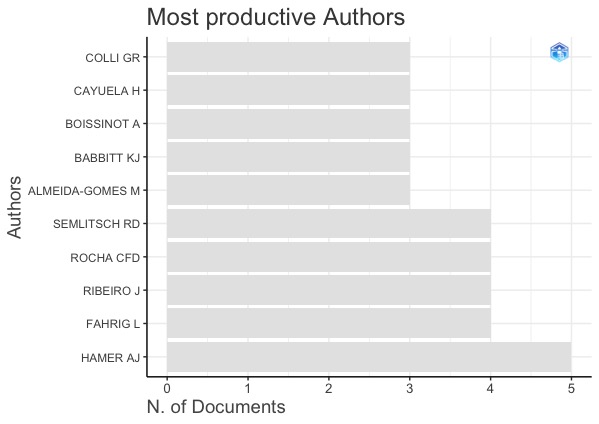 Most productive Authors
COLLI GR
CAYUELA H
BOISSINOT A
BABBITT KJ
ALMEIDA-GOMES M
SEMLITSCH RD
ROCHA CFD
RIBEIRO J
FAHRIG L
HAMER AJ
Authors
0 1 2 3 4 5
N. of Documents